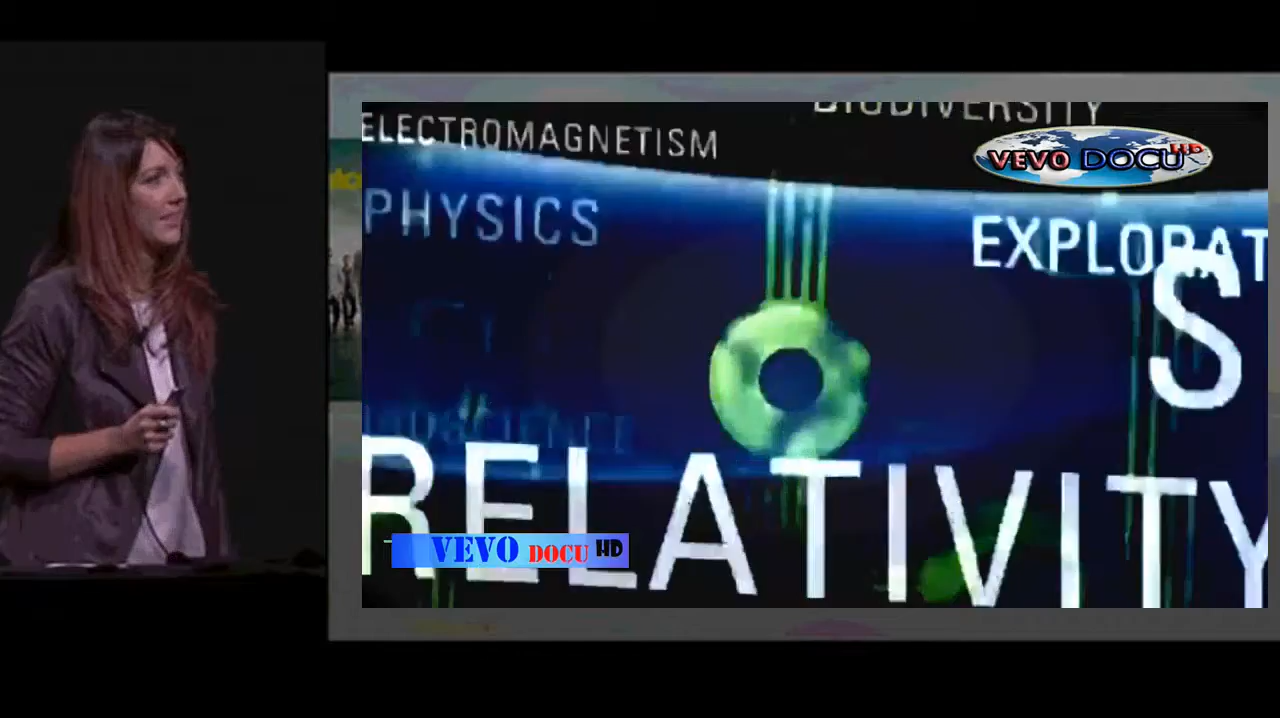 BIODIVERSITY
ELECTROMAGNETISM
VEVO DOCU HD
PHYSICS
EXPLORAT
S
RELATIVITY
VEVO DOCU HD